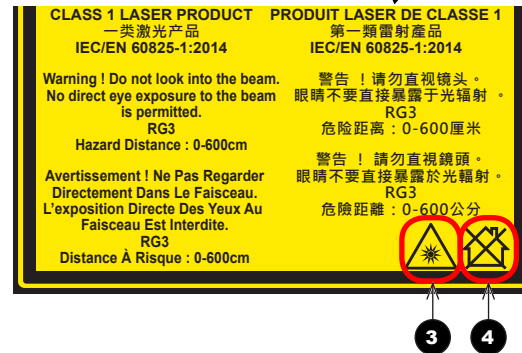 CLASS 1 LASER PRODUCT
一类激光产品
IEC/EN 60825-1:2014
PRODUIT LASER DE CLASSE 1
第一類雷射產品
IEC/EN 60825-1:2014
Warning ! Do not look into the beam.
No direct eye exposure to the beam
is permitted.
RG3
Hazard Distance : 0-600cm
Avertissement ! Ne Pas Regarder
Directement Dans Le Faisceau.
L'exposition Directe Des Yeux Au
Faisceau Est Interdite.
RG3
Distance À Risque : 0-600cm
警告 ！请勿直视镜头。
眼睛不要直接暴露于光辐射 。
RG3
危险距离：0-600厘米
警告 ！ 請勿直視鏡頭。
眼睛不要直接暴露於光輻射。
RG3
危險距離：0-600公分
3
4